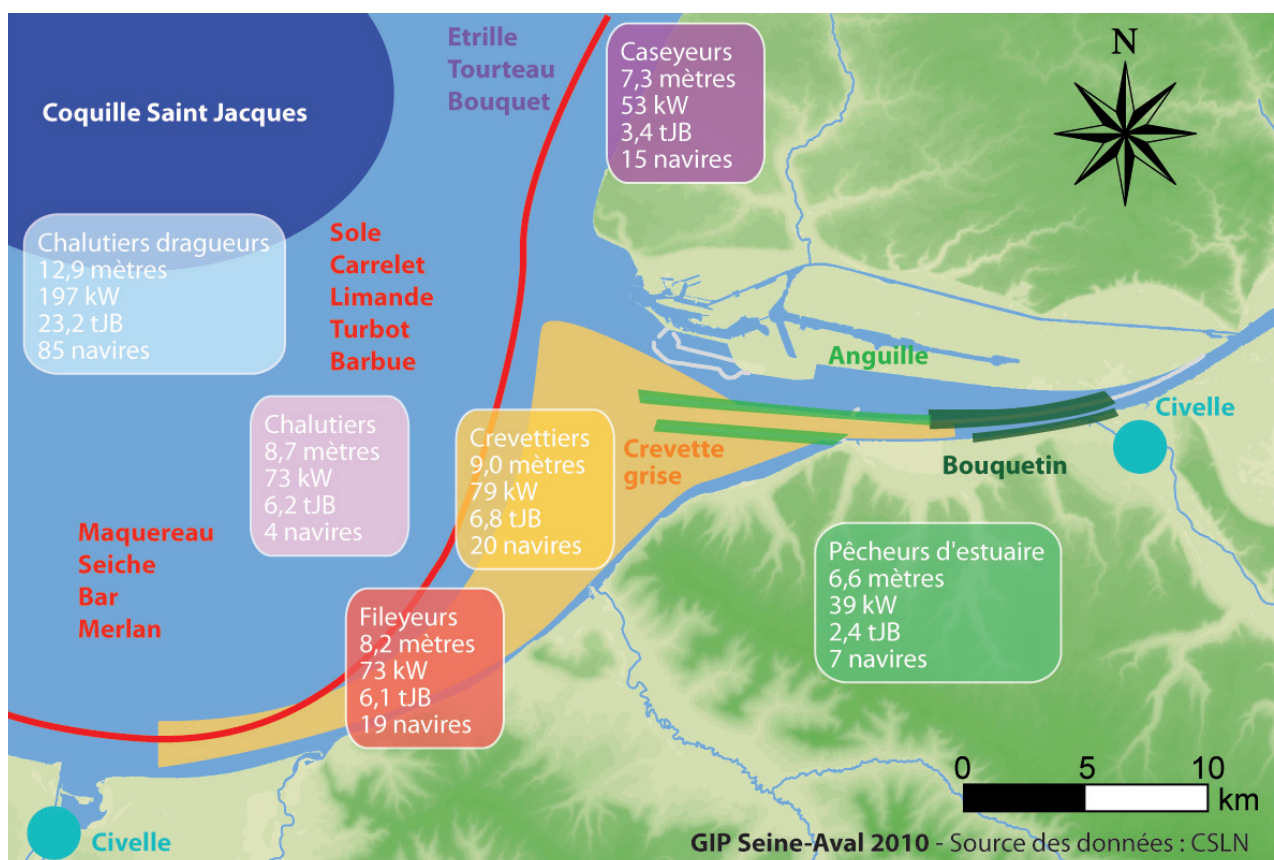 Etrille
Tourteau
Bouquet
Caseyeurs
7,3 mètres
53 kW
3,4 tJB
15 navires
N
Coquille Saint Jacques
Chalutiers dragueurs
12,9 mètres
197 kW
23,2 tJB
85 navires
Sole
Carrelet
Limande
Turbot
Barbue
Anguille
Civelle
Chalutiers
8,7 mètres
73 kW
6,2 tJB
4 navires
Crevettiers
9,0 mètres
79 kW
6,8 tJB
20 navires
Crevette
grise
Bouquetin
Maquereau
Seiche
Bar
Merlan
Pêcheurs d'estuaire
6,6 mètres
39 kW
2,4 tJB
7 navires
Fileyeurs
8,2 mètres
73 kW
6,1 tJB
19 navires
0 5 10
km
Civelle
GIP Seine-Aval 2010 - Source des données : CSLN